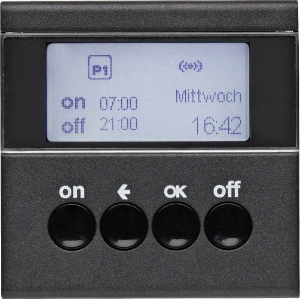 P1
on 07:00 Mittwoch
off 21:00 16:42
on ← OK off